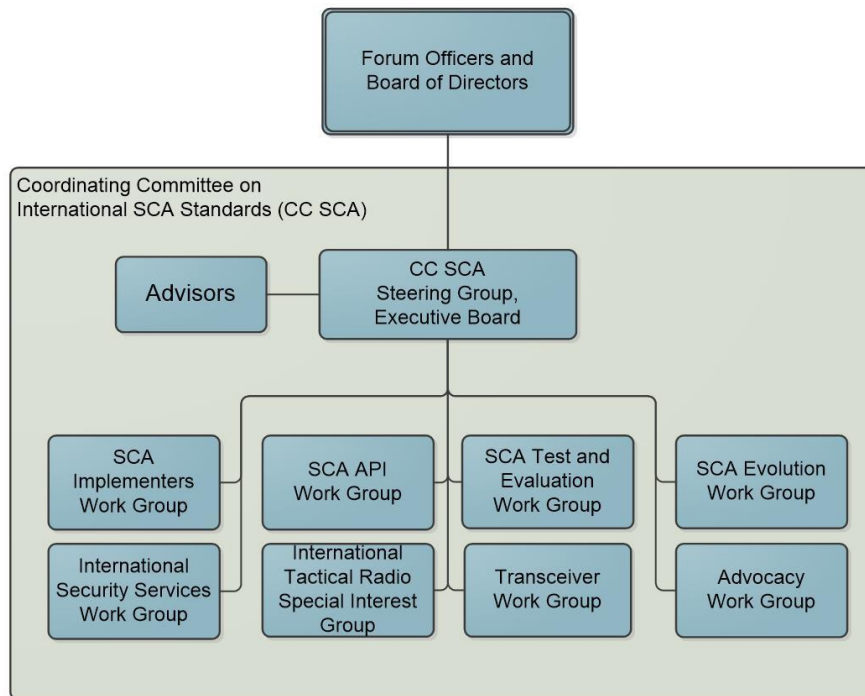 Forum Officers and
Board of Directors
Coordinating Committee on
International SCA Standards (CC SCA)
Advisors
CC SCA
Steering Group,
Executive Board
SCA
Implementers
Work Group
SCA API
Work Group
SCA Test and
Evaluation
Work Group
SCA Evolution
Work Group
International
Security Services
Work Group
International
Tactical Radio
Special Interest
Group
Transceiver
Work Group
Advocacy
Work Group